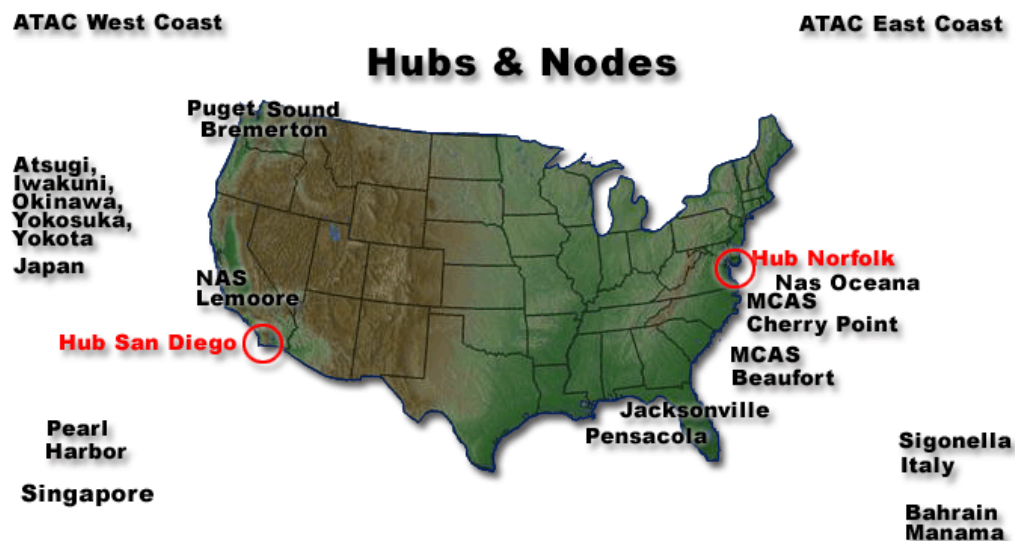 ATAC West Coast
ATAC East Coast
Hubs & Nodes
Puget Sound
Bremerton
Atsugi,
Iwakuni,
Okinawa,
Yokosuka,
Yokota
Japan
NAS
Lemoore
Hub San Diego
Hub Norfolk
Nas Oceana
MCAS
Cherry Point
MCAS
Beaufort
Jacksonville
Pensacola
Pearl
Harbor
Singapore
Sigonella
Italy
Bahrain
Manama